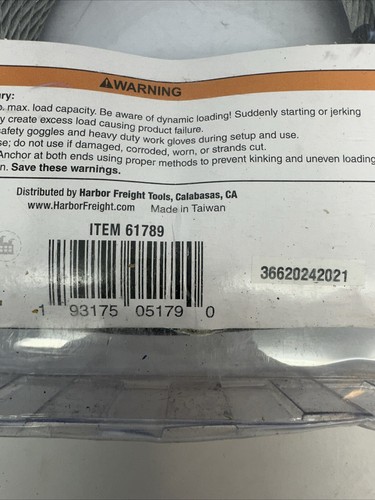 WARNING
ry:
. max. load capacity. Be aware of dynamic loading! Suddenly starting or jerking
y create excess load causing product failure.
afety goggles and heavy duty work gloves during setup and use.
se; do not use if damaged, corroded, worn, or strands cut.
Anchor at both ends using proper methods to prevent kinking and uneven loading
n. Save these warnings.
Distributed by Harbor Freight Tools, Calabasas, CA
www.HarborFreight.com Made in Taiwan
ITEM 61789
36620242021
1 93175 05179 0